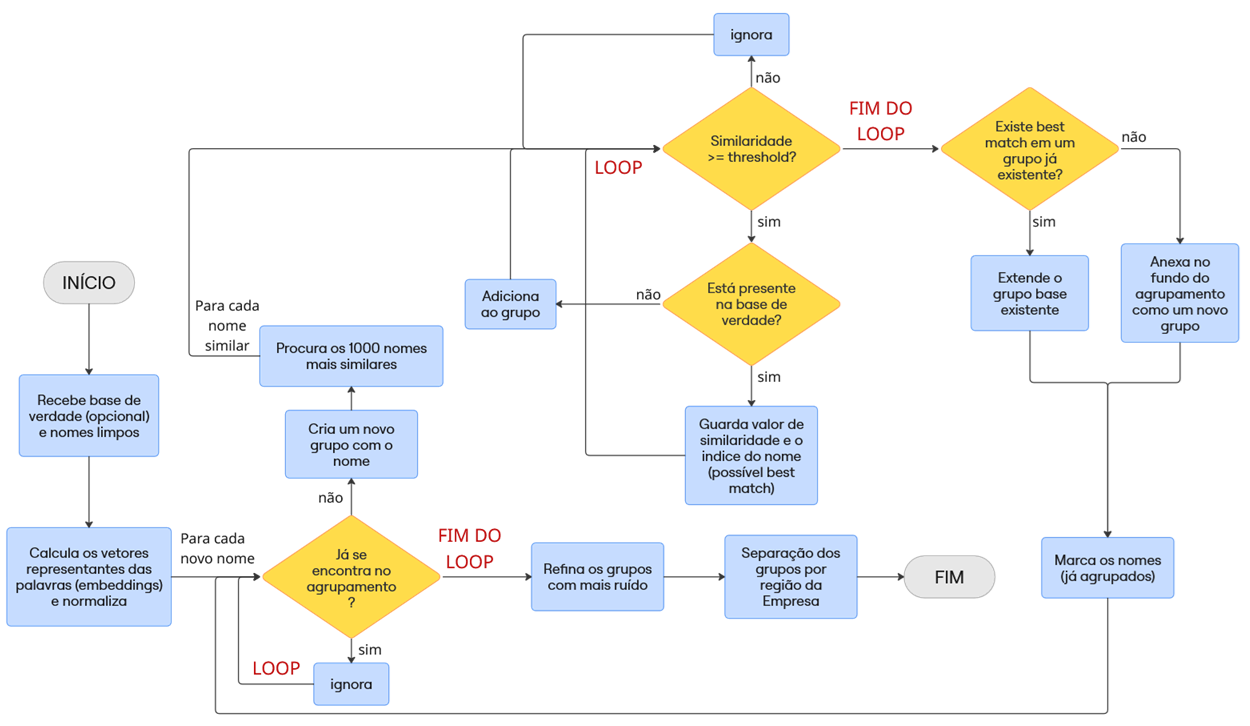 INÍCIO
Recebe base de
verdade (opcional)
e nomes limpos
Calcula os vetores
representantes das
palavras (embeddings)
e normaliza
Para cada
novo nome
Já se
encontra no
agrupamento
?
sim
ignora
LOOP
não
Cria um novo
grupo com o
nome
Procura os 1000 nomes
mais similares
Para cada
nome
similar
LOOP
Similaridade
>= threshold?
não
ignora
sim
Está presente
na base de
verdade?
não
Adiciona
ao grupo
sim
Guarda valor de
similaridade e o
indice do nome
(possível best
match)
FIM DO
LOOP
Existe best
match em um
grupo já
existente?
não
sim
Extende o
grupo base
existente
Anexa no
fundo do
agrupamento
como um novo
grupo
Marca os nomes
(já agrupados)
FIM DO
LOOP
Refina os grupos
com mais ruído
Separação dos
grupos por
região da
Empresa
FIM